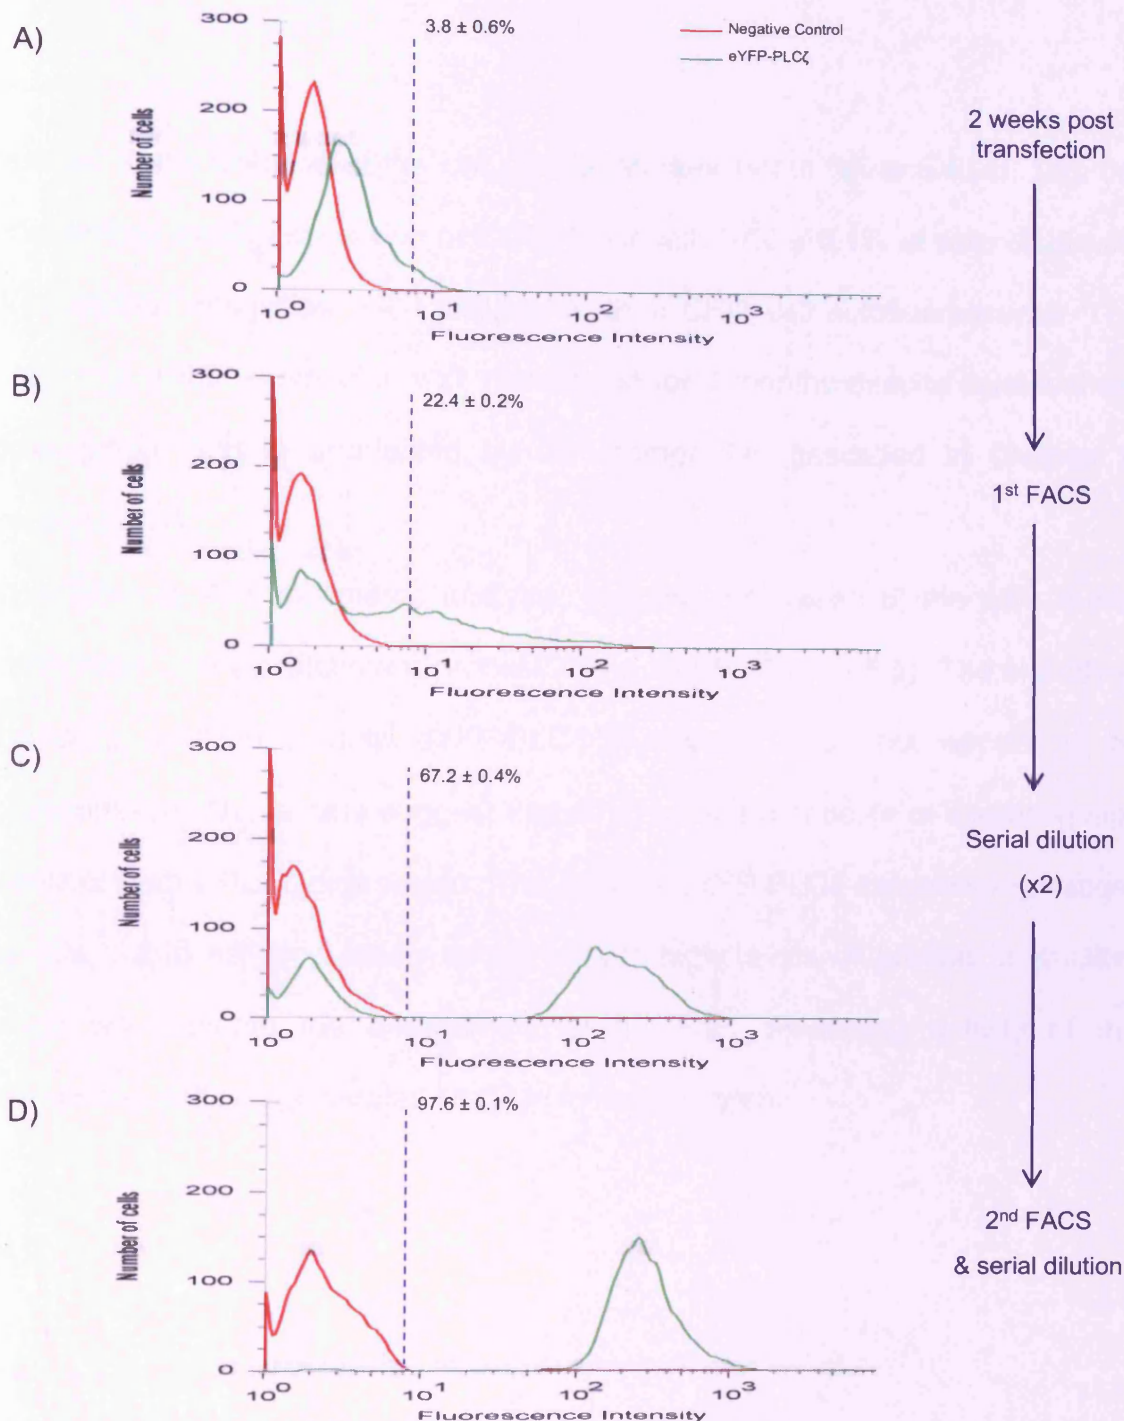 A)
300
200
100
0
Number of cells
3.8 ± 0.6%
Negative Control
eYFP-PLCζ
10⁰
10¹
10²
10³
Fluorescence Intensity
2 weeks post
transfection
B)
300
200
100
0
Number of cells
22.4 ± 0.2%
10⁰
10¹
10²
10³
Fluorescence Intensity
1st FACS
C)
300
200
100
0
Number of cells
67.2 ± 0.4%
10⁰
10¹
10²
10³
Fluorescence Intensity
Serial dilution
(x2)
D)
300
200
100
0
Number of cells
97.6 ± 0.1%
10⁰
10¹
10²
10³
Fluorescence Intensity
2nd FACS
& serial dilution